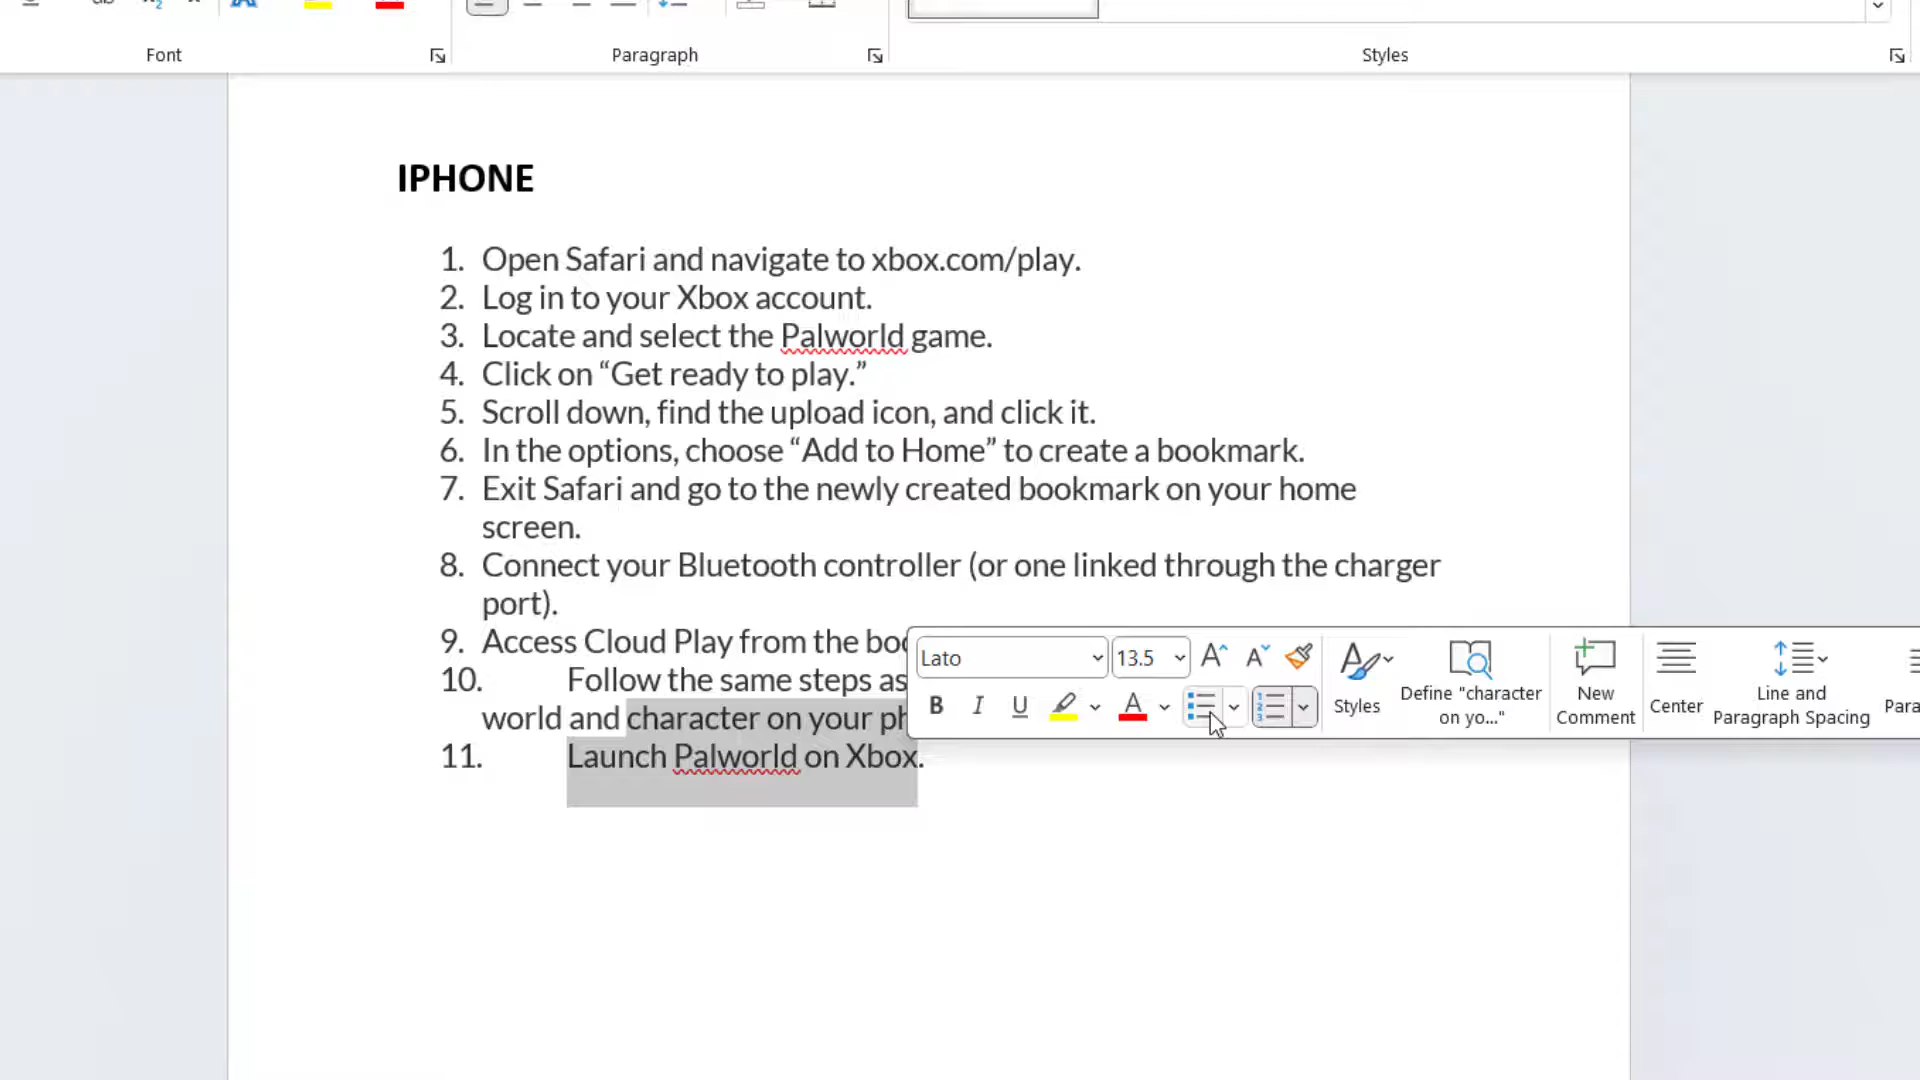 Font
Paragraph
Styles
IPHONE
1. Open Safari and navigate to xbox.com/play.
2. Log in to your Xbox account.
3. Locate and select the Palworld game.
4. Click on “Get ready to play.”
5. Scroll down, find the upload icon, and click it.
6. In the options, choose “Add to Home” to create a bookmark.
7. Exit Safari and go to the newly created bookmark on your home
screen.
8. Connect your Bluetooth controller (or one linked through the charger
port).
9. Access Cloud Play from the
10. Follow the same steps as
world and character on your
11. Launch Palworld on Xbox.
Lato
13.5
B I U A
Styles
Define "character
on yo..."
New
Comment
Center
Line and
Paragraph Spacing